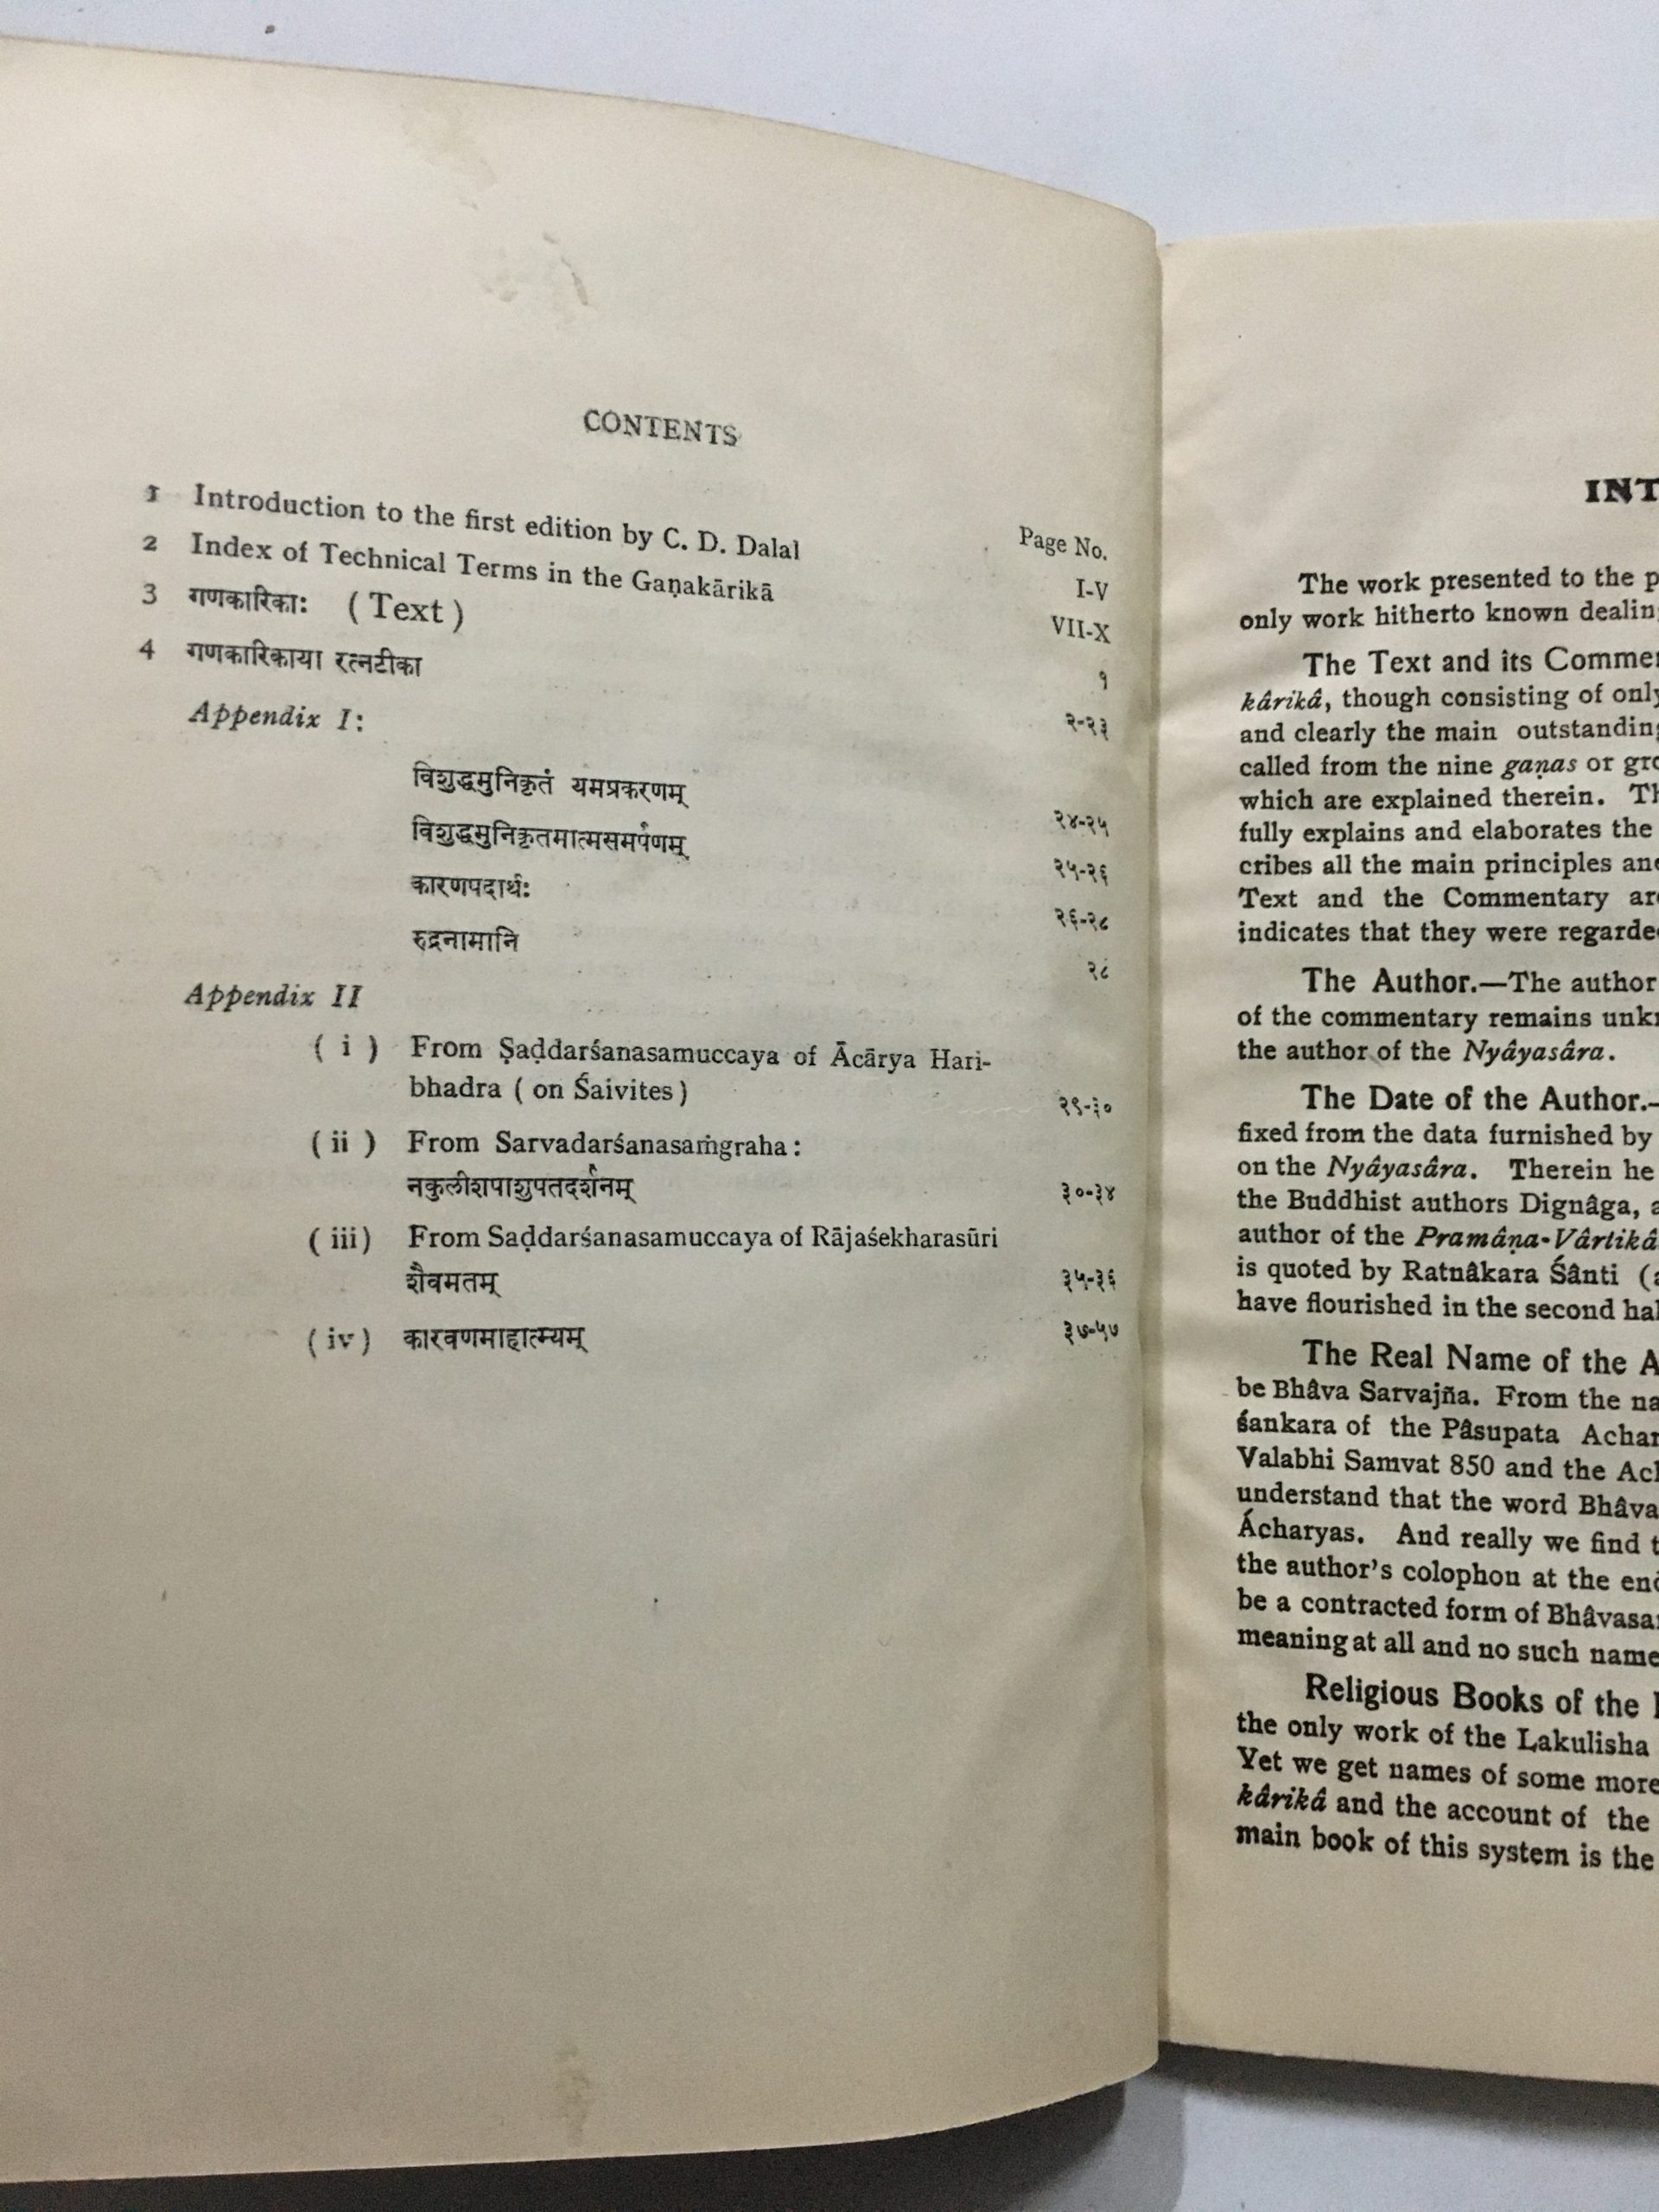 CONTENTS
Page No.
1 Introduction to the first edition by C. D. Dalal I-V
2 Index of Technical Terms in the Gaṇakārikā VII-X
3 गणकारिका: ( Text ) १
4 गणकारिकाया रत्नटीका २-२३
Appendix I:
विशुद्धमुनिकृतं यमप्रकरणम् २४-२५
विशुद्धमुनिकृतमात्मसमर्पणम् २५-२६
कारणपदार्थ: २६-२८
रुद्रनामानि २८
Appendix II
( i ) From Ṣaḍdarśanasamuccaya of Ācārya Hari-
bhadra ( on Śaivites ) २९-३०
( ii ) From Sarvadarśanasaṁgraha :
नकुलीशपाशुपतदर्शनम् ३०-३४
( iii ) From Saḍdarśanasamuccaya of Rājaśekharasūri
शैवमतम् ३५-३६
( iv ) कारवणमाहात्म्यम् ३७-५७
INT
The work presented to the p
only work hitherto known dealing
The Text and its Comme
kârikâ, though consisting of only
and clearly the main outstanding
called from the nine gaṇas or gro
which are explained therein. Th
fully explains and elaborates the
cribes all the main principles and
Text and the Commentary are
indicates that they were regarde
The Author.—The author
of the commentary remains unk
the author of the Nyâyasâra.
The Date of the Author.—
fixed from the data furnished by
on the Nyâyasâra. Therein he
the Buddhist authors Dignâga, a
author of the Pramâṇa-Vârtikâ
is quoted by Ratnâkara Śânti (a
have flourished in the second hal
The Real Name of the A
be Bhâva Sarvajña. From the na
śankara of the Pâsupata Achar
Valabhi Samvat 850 and the Ach
understand that the word Bhâva
Ácharyas. And really we find t
the author's colophon at the end
be a contracted form of Bhâvasar
meaning at all and no such name
Religious Books of the
the only work of the Lakulisha
Yet we get names of some more
kârikâ and the account of the
main book of this system is the